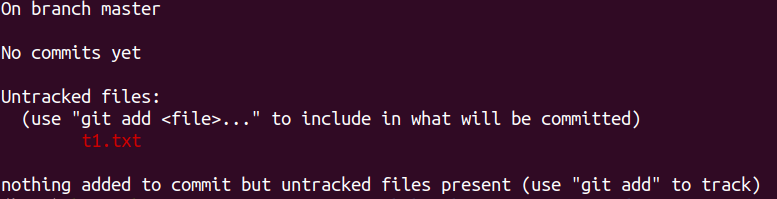 On branch master
No commits yet
Untracked files:
(use "git add <file>..." to include in what will be committed)
t1.txt
nothing added to commit but untracked files present (use "git add" to track)